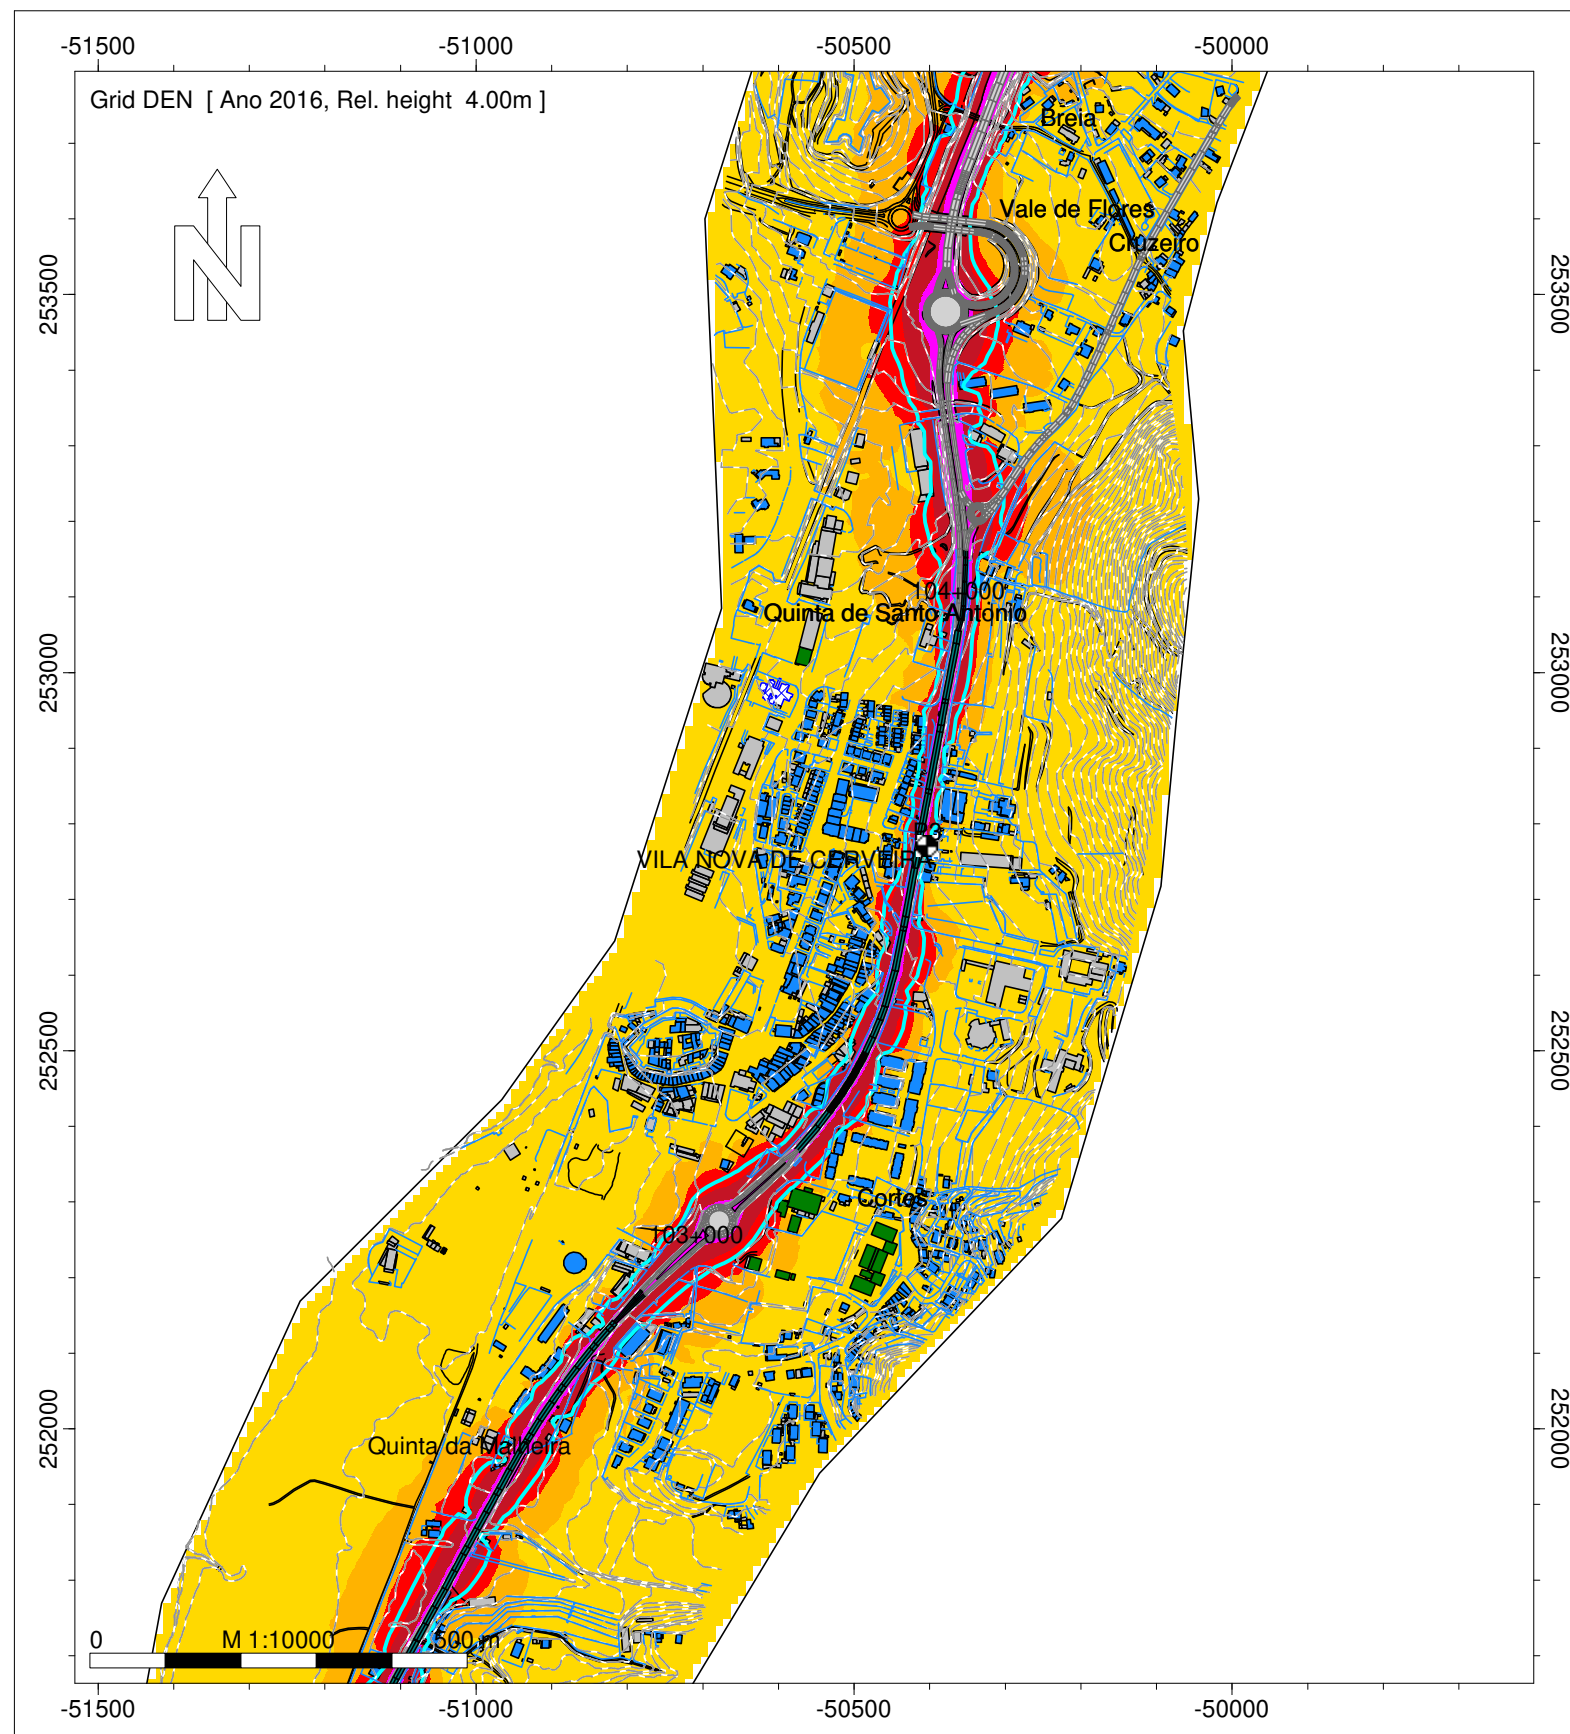 -51500 -51000 -50500 -50000
Grid DEN [ Ano 2016, Rel. height 4.00m ]
Breia
Vale de Flores
Cruzeiro
N
253500 253500
104+000
Quinta de Santo António
253000 253000
VILA NOVA DE CERVEIRA
252500 252500
Cortes
103+000
252000 252000
Quinta da Malheira
0 M 1:10000 500 m
-51500 -51000 -50500 -50000